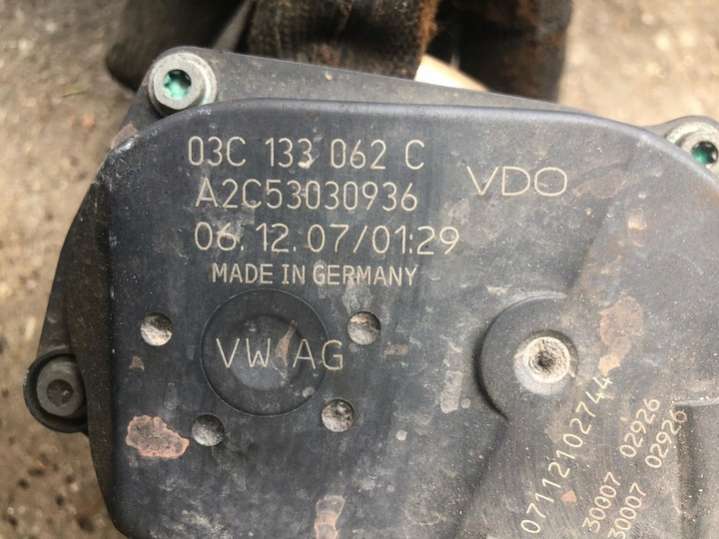 03C 133 062 C
VDO
A2C53030936
06.12.07/01:29
MADE IN GERMANY
VW AG
071121102744
30007 02926
30007 02926